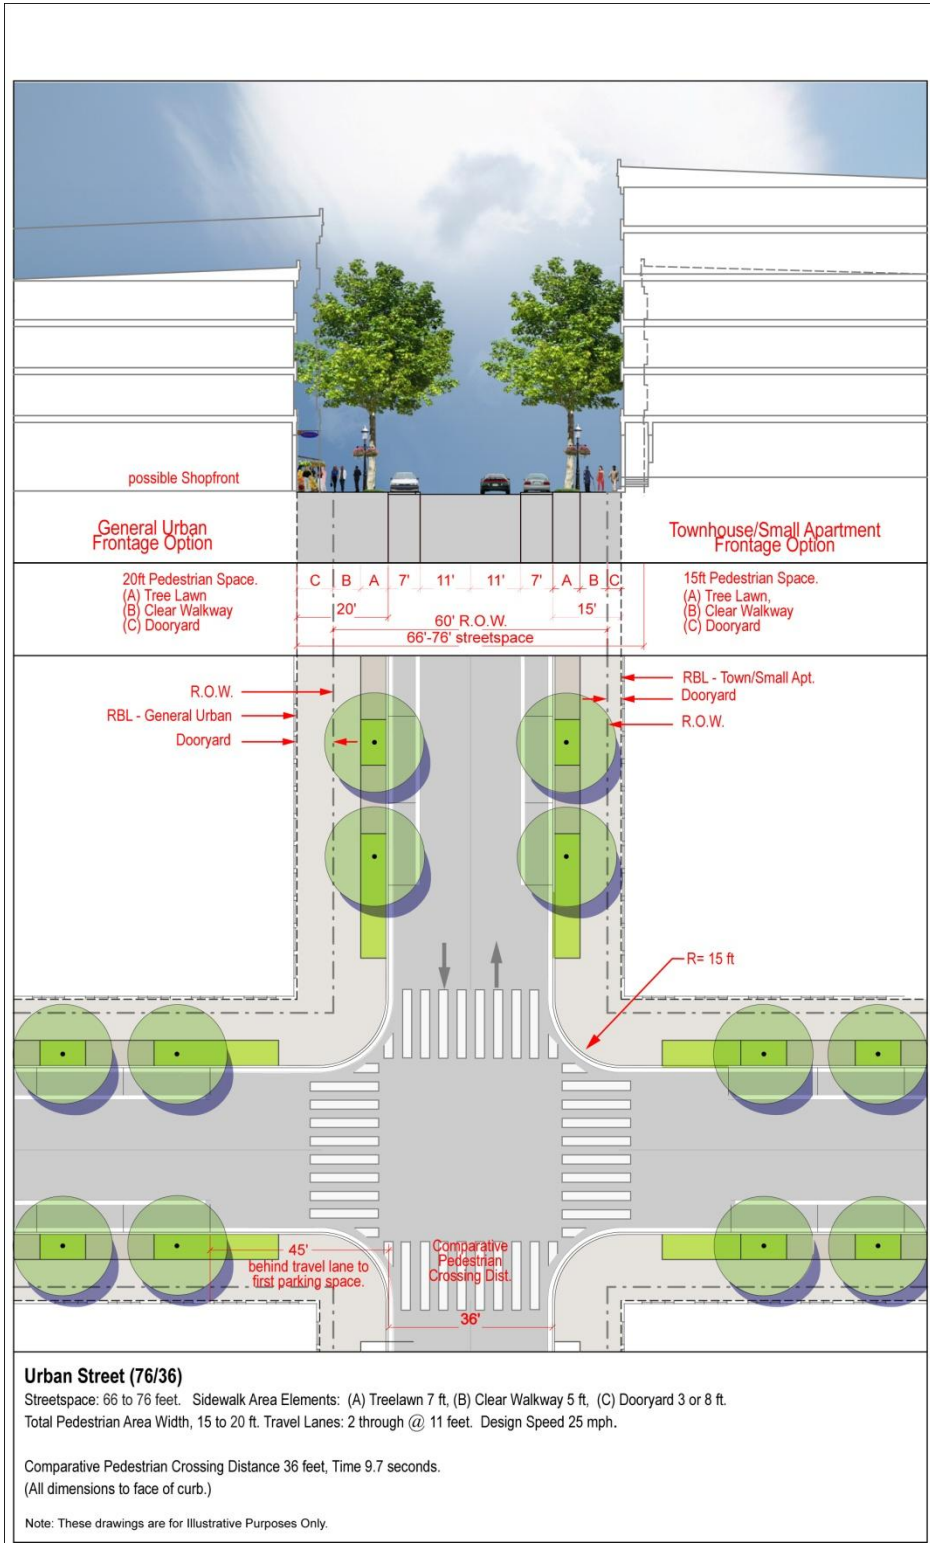 possible Shopfront
General Urban
Frontage Option
Townhouse/Small Apartment
Frontage Option
20ft Pedestrian Space.
(A) Tree Lawn
(B) Clear Walkway
(C) Dooryard
C B A 7' 11' 11' 7' A B C
20' 15'
60' R.O.W.
66'-76' streetspace
15ft Pedestrian Space.
(A) Tree Lawn,
(B) Clear Walkway
(C) Dooryard
R.O.W.
RBL - General Urban
Dooryard
RBL - Town/Small Apt.
Dooryard
R.O.W.
R= 15 ft
45'
behind travel lane to
first parking space.
Comparative
Pedestrian
Crossing Dist.
36'
Urban Street (76/36)
Streetspace: 66 to 76 feet. Sidewalk Area Elements: (A) Treelawn 7 ft, (B) Clear Walkway 5 ft, (C) Dooryard 3 or 8 ft.
Total Pedestrian Area Width, 15 to 20 ft. Travel Lanes: 2 through @ 11 feet. Design Speed 25 mph.
Comparative Pedestrian Crossing Distance 36 feet, Time 9.7 seconds.
(All dimensions to face of curb.)
Note: These drawings are for Illustrative Purposes Only.